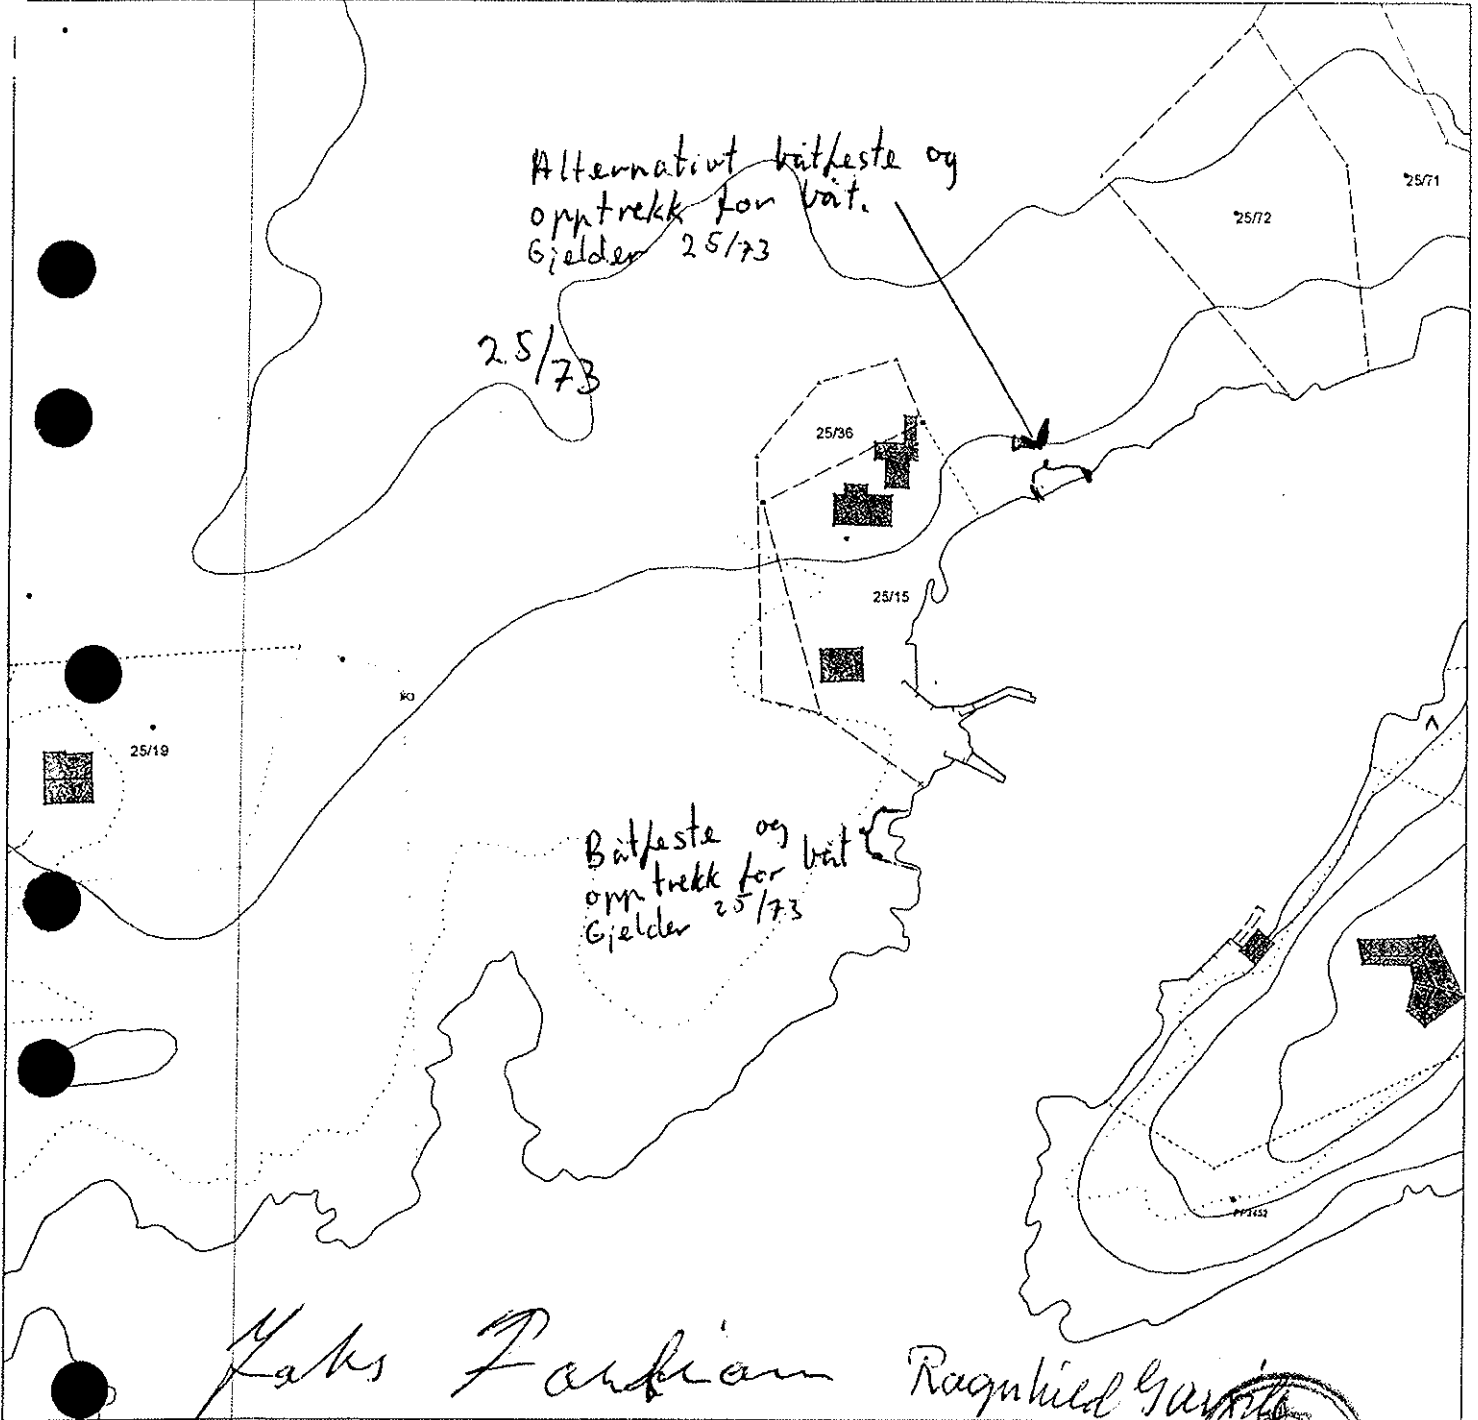 Alternativt båtfeste og
opptrekk for båt.
Gjelder 25/73
25/73
25/71
25/72
25/36
25/15
25/19
Båtfeste og
opptrekk for båt
Gjelder 25/73
Ragnhild